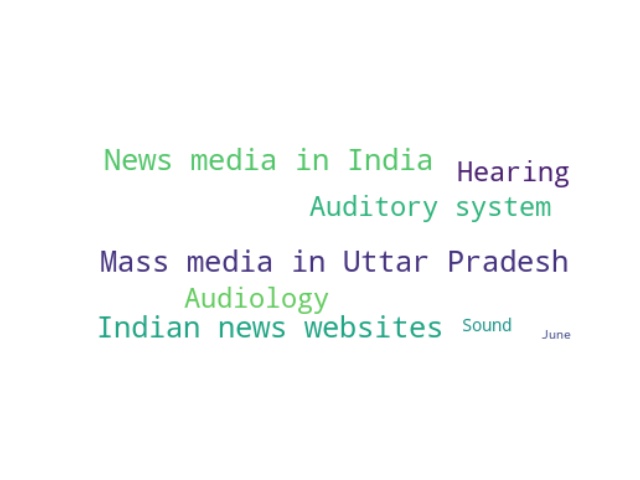 News media in India
Hearing
Auditory system
Mass media in Uttar Pradesh
Audiology
Indian news websites
Sound
June